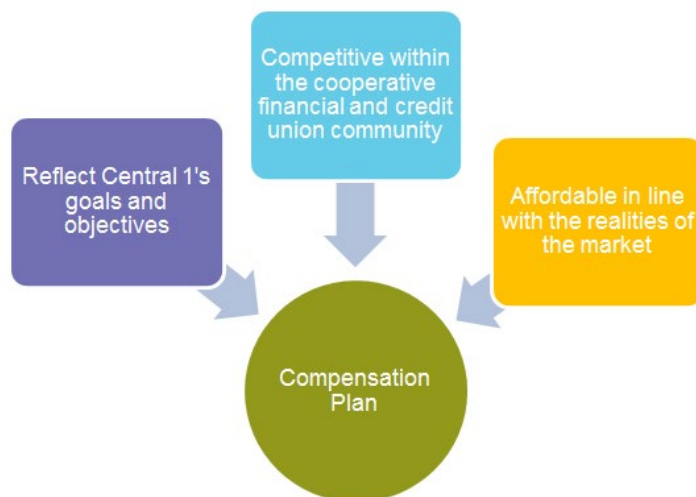 Competitive within
the cooperative
financial and credit
union community
Reflect Central 1's
goals and
objectives
Affordable in line
with the realities of
the market
Compensation
Plan